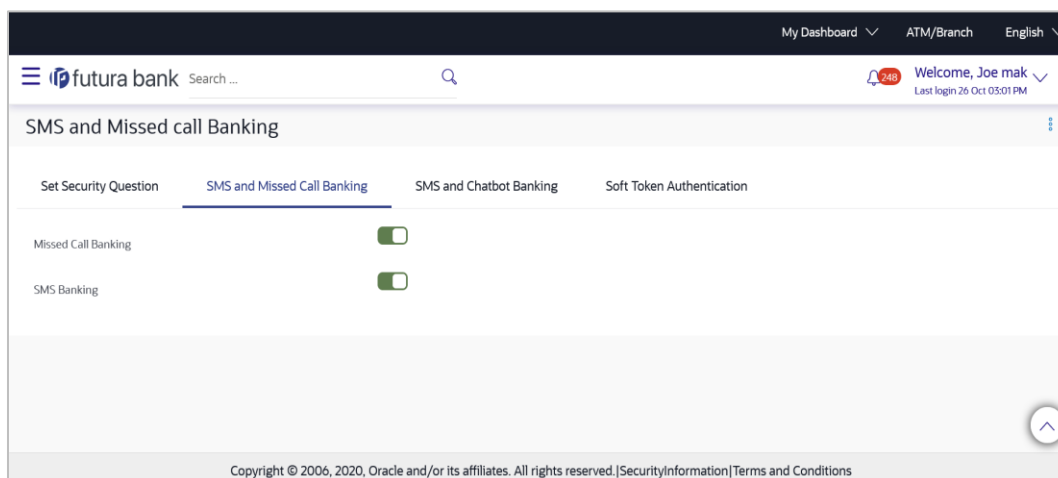 My Dashboard ATM/Branch English
futura bank Search ... 248 Welcome, Joe mak
Last login 26 Oct 03:01 PM
SMS and Missed call Banking
Set Security Question SMS and Missed Call Banking SMS and Chatbot Banking Soft Token Authentication
Missed Call Banking
SMS Banking
Copyright © 2006, 2020, Oracle and/or its affiliates. All rights reserved.|SecurityInformation|Terms and Conditions